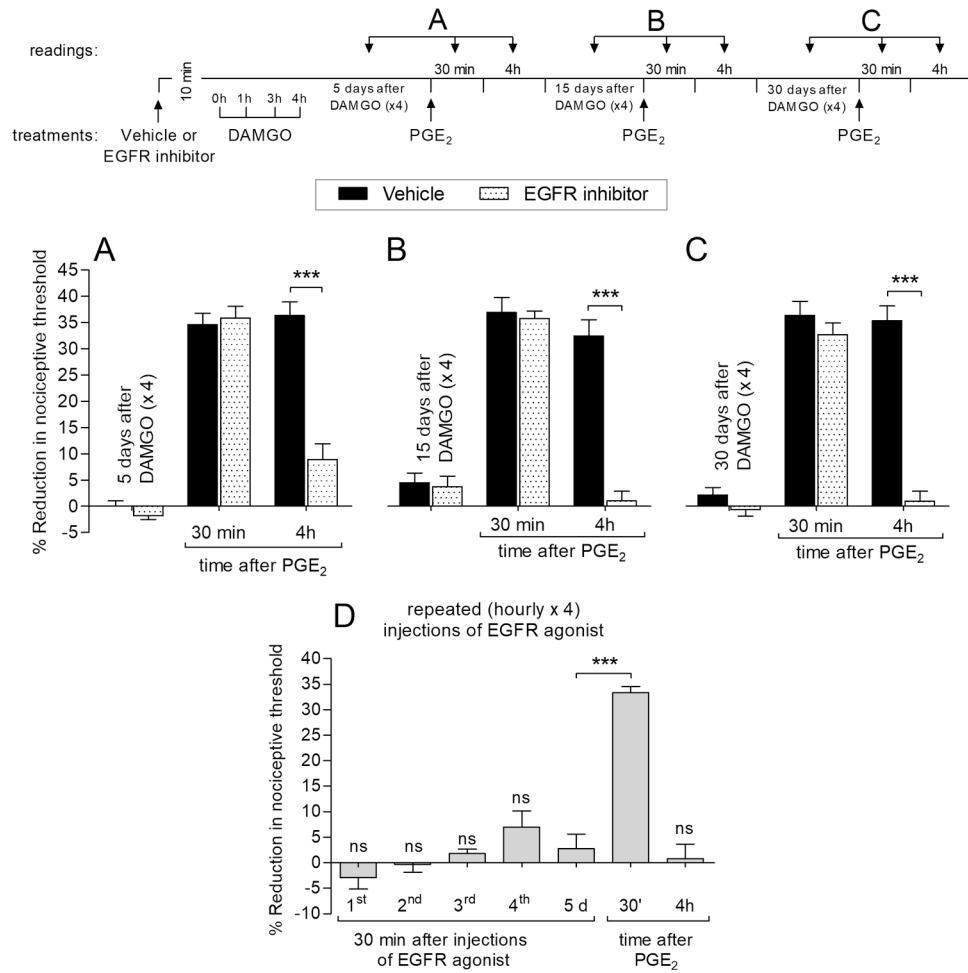 A B C
readings:
10 min 30 min 4h 30 min 4h 30 min 4h
0h 1h 3h 4h
5 days after
DAMGO (x4)
15 days after
DAMGO (x4)
30 days after
DAMGO (x4)
treatments: Vehicle or
EGFR inhibitor
DAMGO PGE2 PGE2 PGE2
Vehicle EGFR inhibitor
A
% Reduction in nociceptive threshold
45
40
35
30
25
20
15
10
5
0
-5
5 days after
DAMGO (x 4)
***
30 min 4h
time after PGE2
B
15 days after
DAMGO (x 4)
***
30 min 4h
time after PGE2
C
30 days after
DAMGO (x 4)
***
30 min 4h
time after PGE2
D
repeated (hourly x 4)
injections of EGFR agonist
% Reduction in nociceptive threshold
40
35
30
25
20
15
10
5
0
-5
-10
ns ns ns ns *** ns
1st 2nd 3rd 4th 5 d 30' 4h
30 min after injections
of EGFR agonist
time after
PGE2